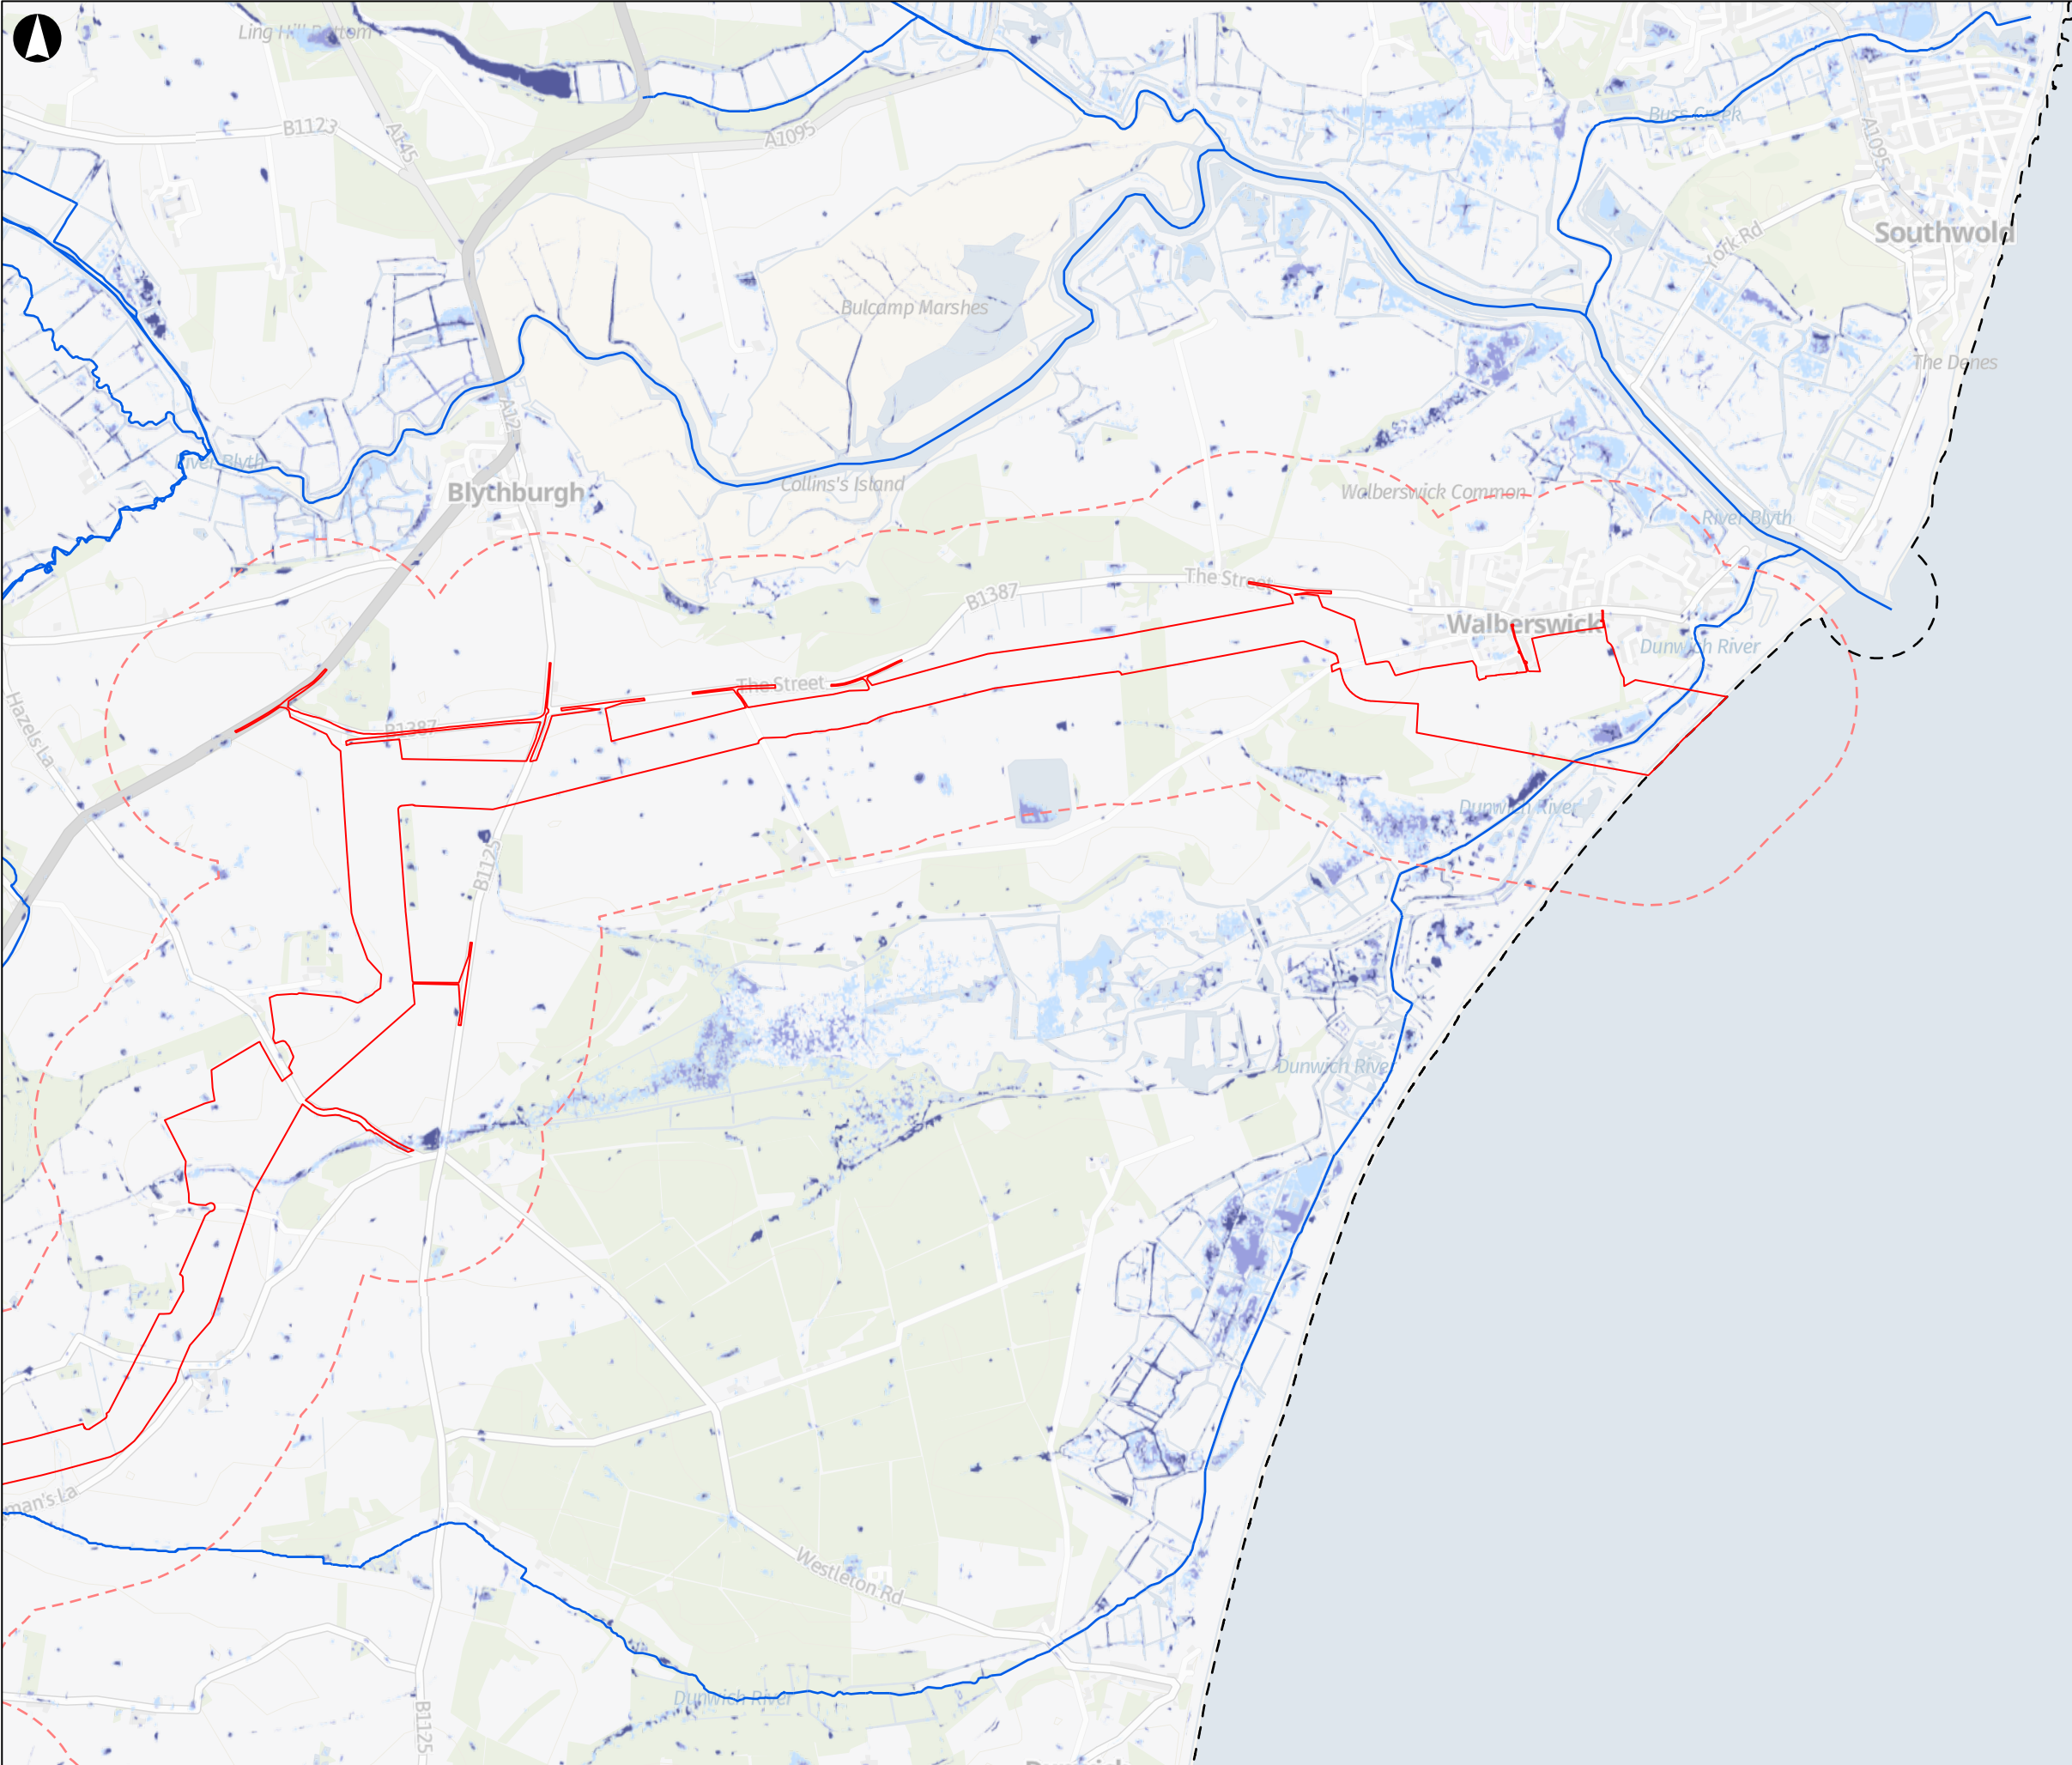 Ling Hill Bottom
B1123
A145
A1095
Buss Creek
A1095
Southwold
York Rd
Bulcamp Marshes
The Denes
A12
River Blyth
Blythburgh
Collins's Island
Walberswick Common
River Blyth
The Street
B1387
Walberswick
Dunwich River
The Street
B1387
Hazels La
Dunwich River
B1125
Dunwich River
man's La
Westleton Rd
Dunwich River
B1125